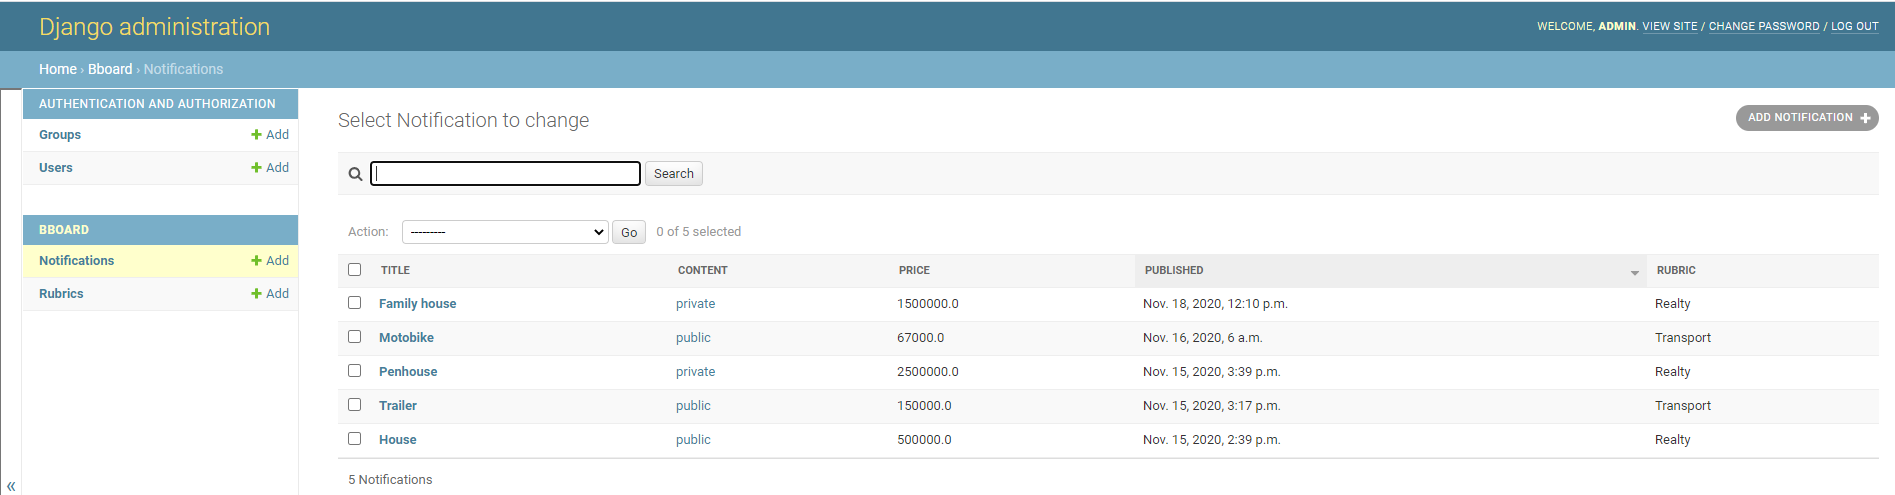 Django administration
WELCOME, ADMIN. VIEW SITE / CHANGE PASSWORD / LOG OUT
Home › Bboard › Notifications
AUTHENTICATION AND AUTHORIZATION
Groups + Add
Users + Add
BBOARD
Notifications + Add
Rubrics + Add
«
Select Notification to change
ADD NOTIFICATION +
Search
Action: --------- Go 0 of 5 selected
TITLE CONTENT PRICE PUBLISHED RUBRIC
Family house private 1500000.0 Nov. 18, 2020, 12:10 p.m. Realty
Motobike public 67000.0 Nov. 16, 2020, 6 a.m. Transport
Penhouse private 2500000.0 Nov. 15, 2020, 3:39 p.m. Realty
Trailer public 150000.0 Nov. 15, 2020, 3:17 p.m. Transport
House public 500000.0 Nov. 15, 2020, 2:39 p.m. Realty
5 Notifications